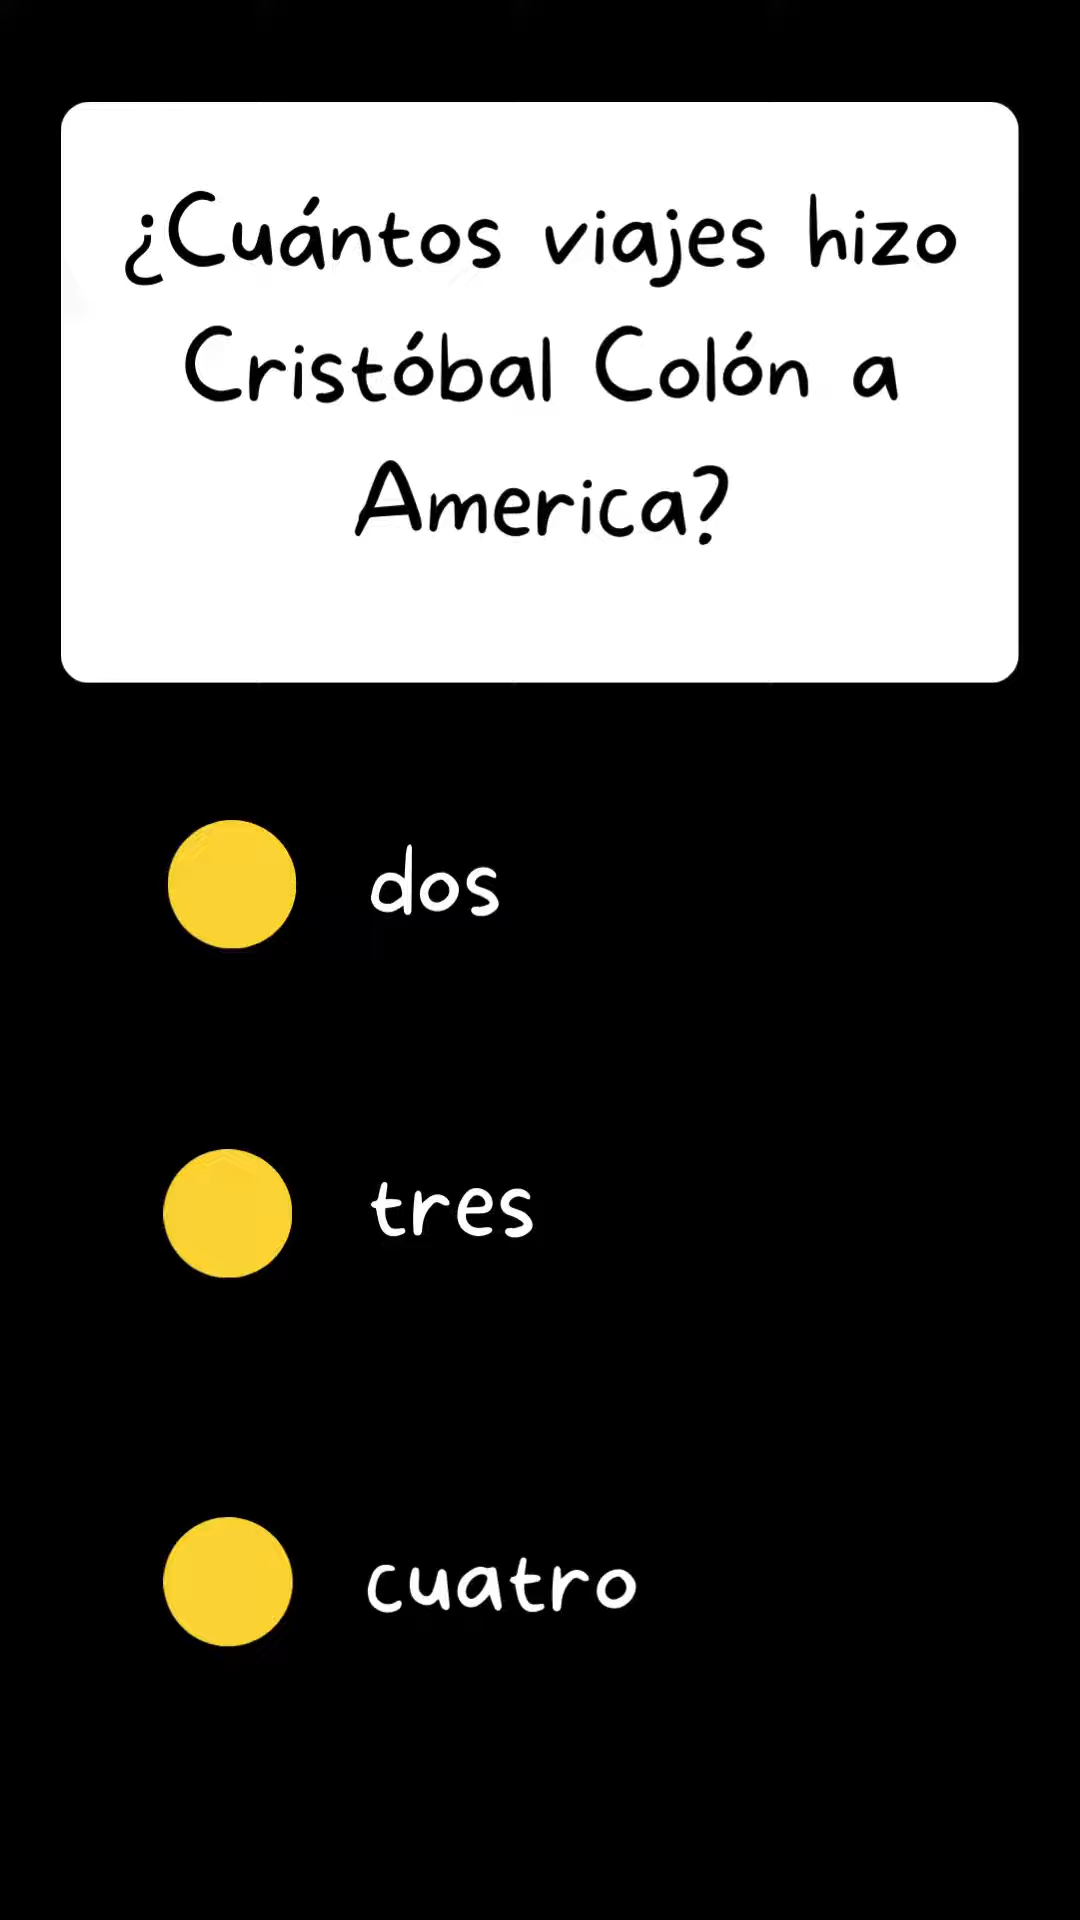 ¿Cuántos viajes hizo
Cristóbal Colón a
America?
dos
tres
cuatro